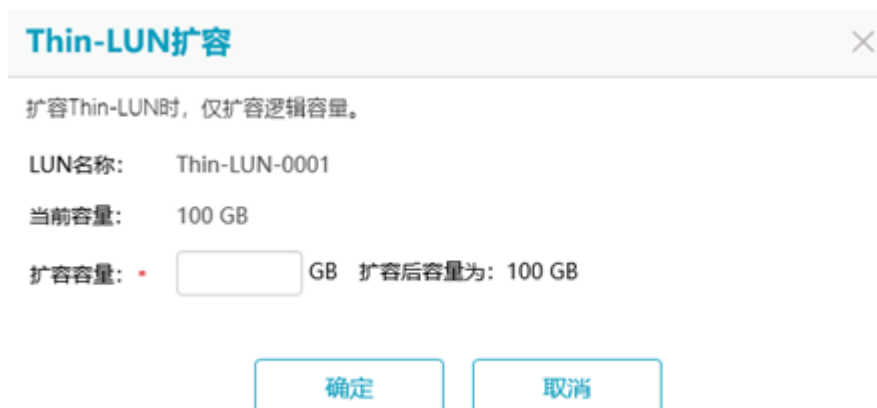 Thin-LUN扩容
扩容Thin-LUN时，仅扩容逻辑容量。
LUN名称： Thin-LUN-0001
当前容量： 100 GB
扩容容量： * GB 扩容后容量为：100 GB
确定 取消